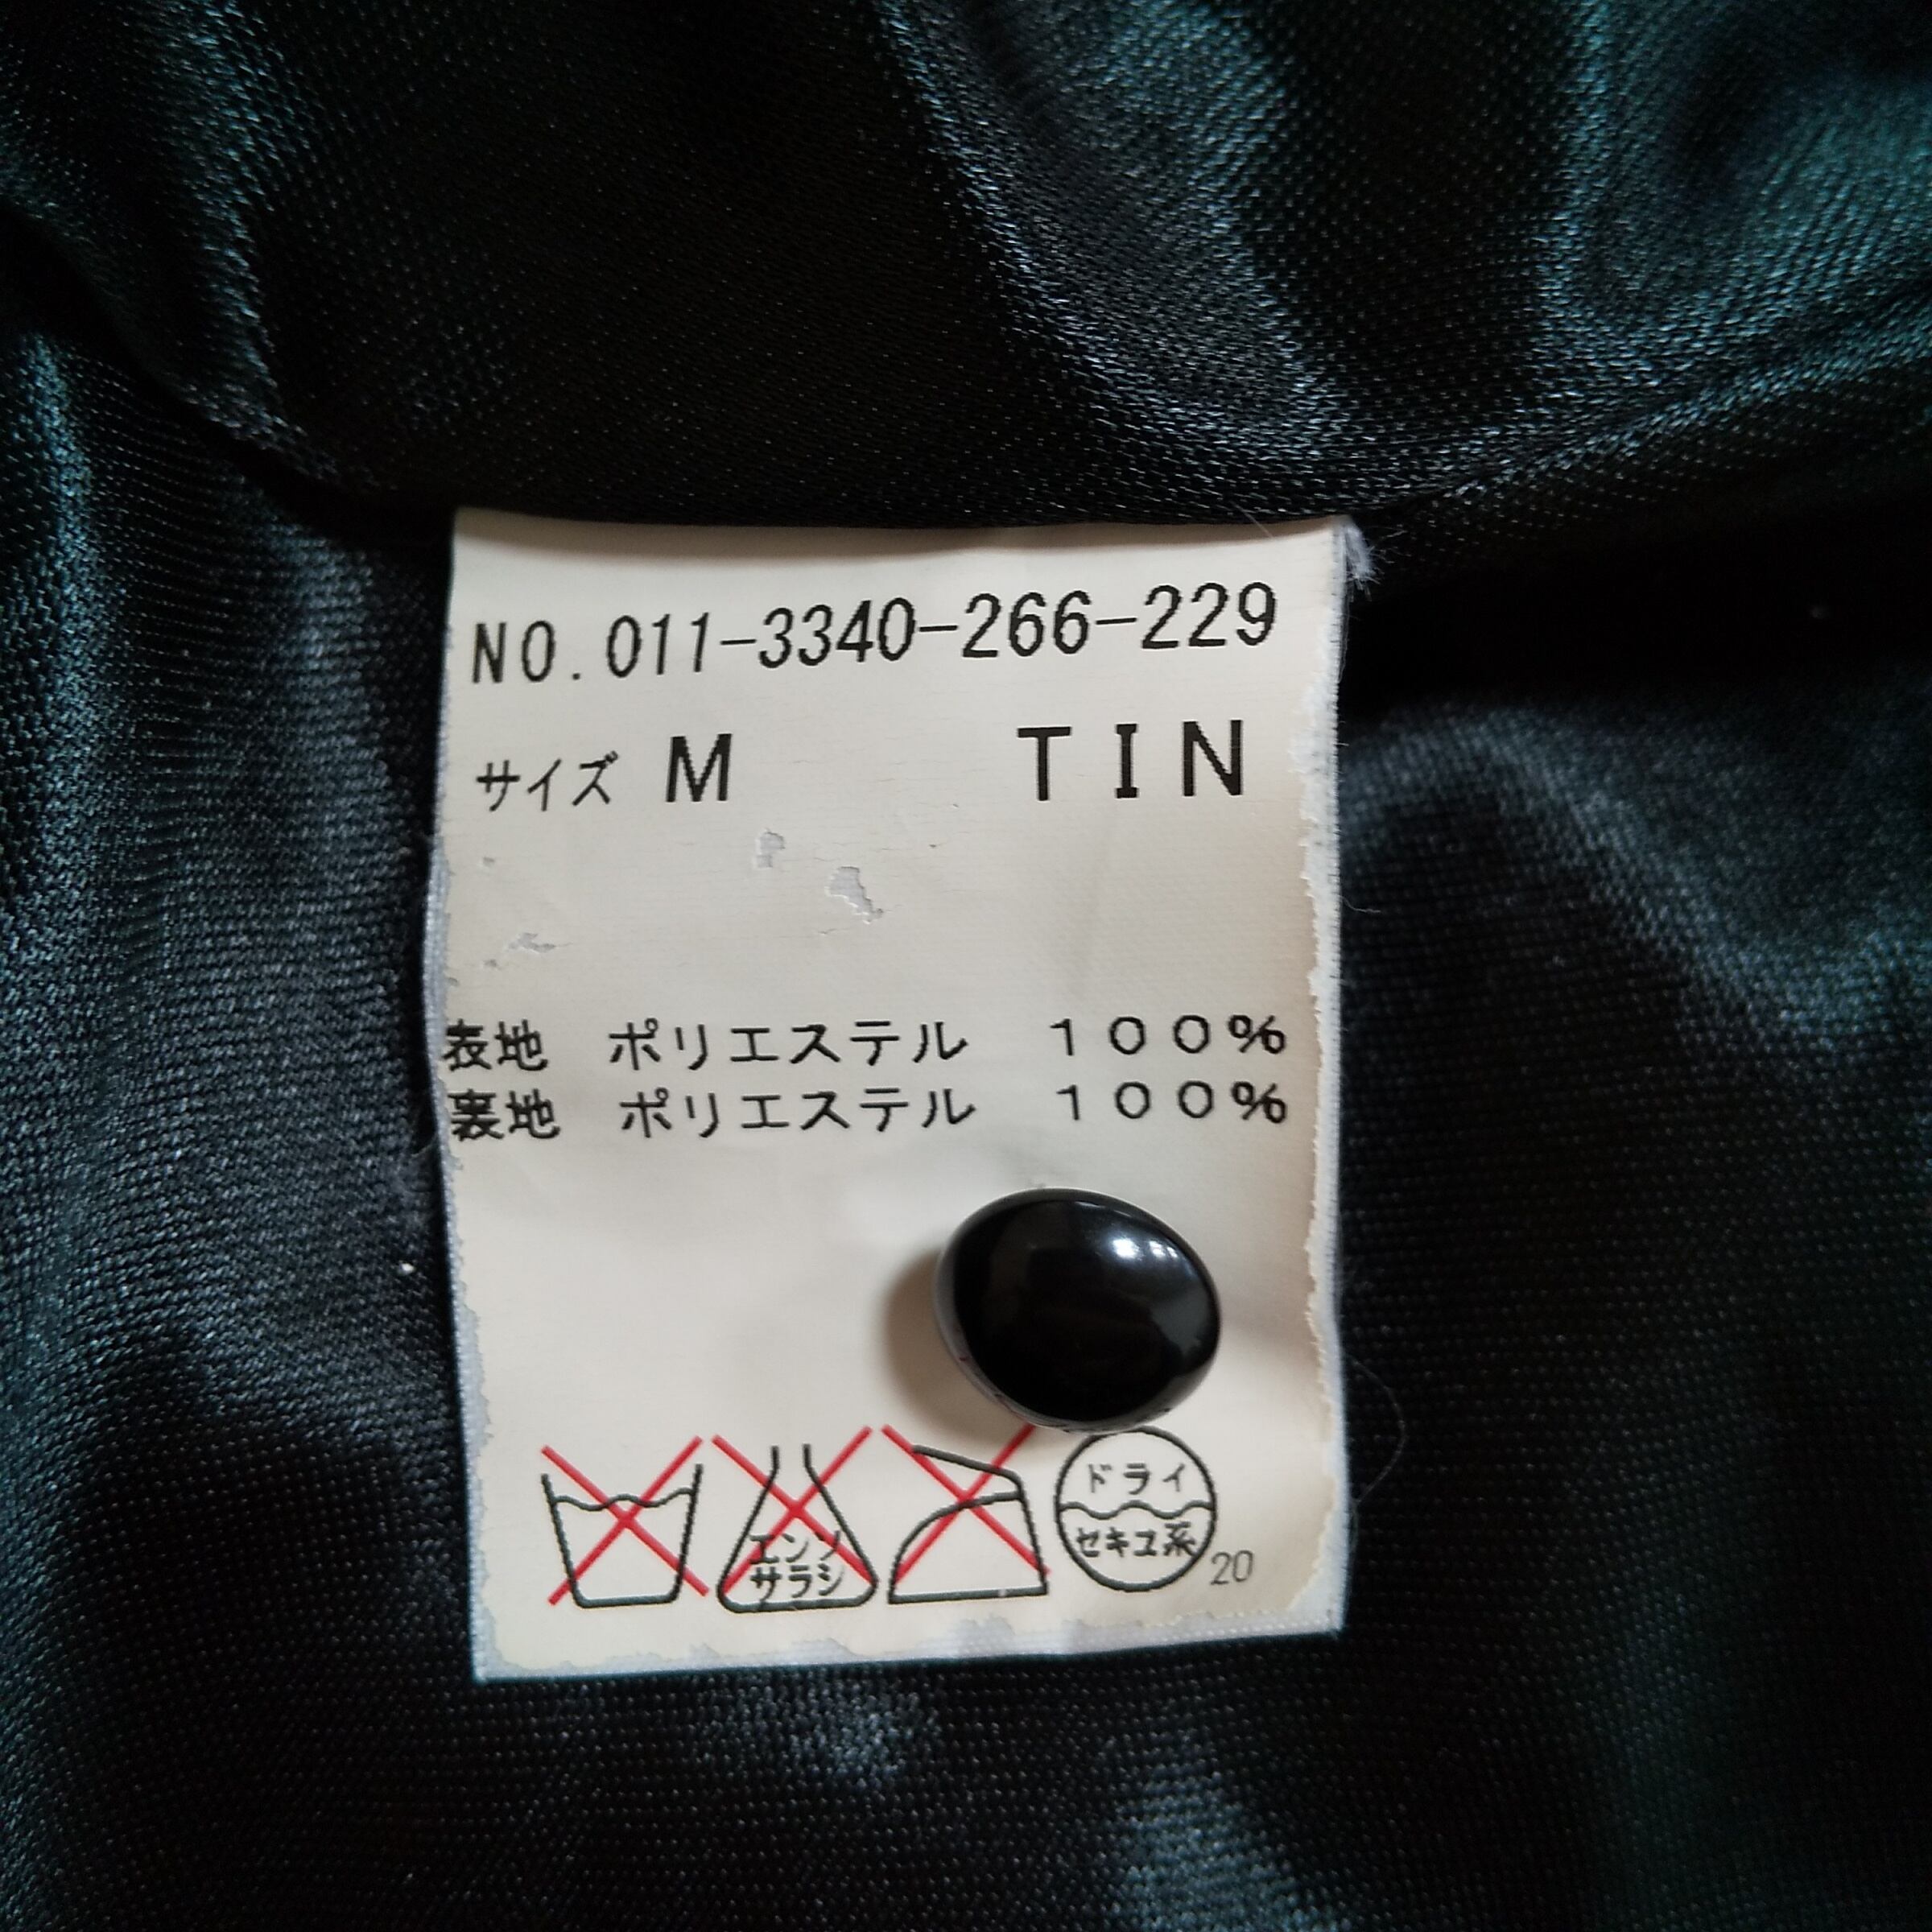 NO.011-3340-266-229
サイズ M TIN
表地 ポリエステル 100%
裏地 ポリエステル 100%
エンソ
サラシ
ドライ
セキユ系
20